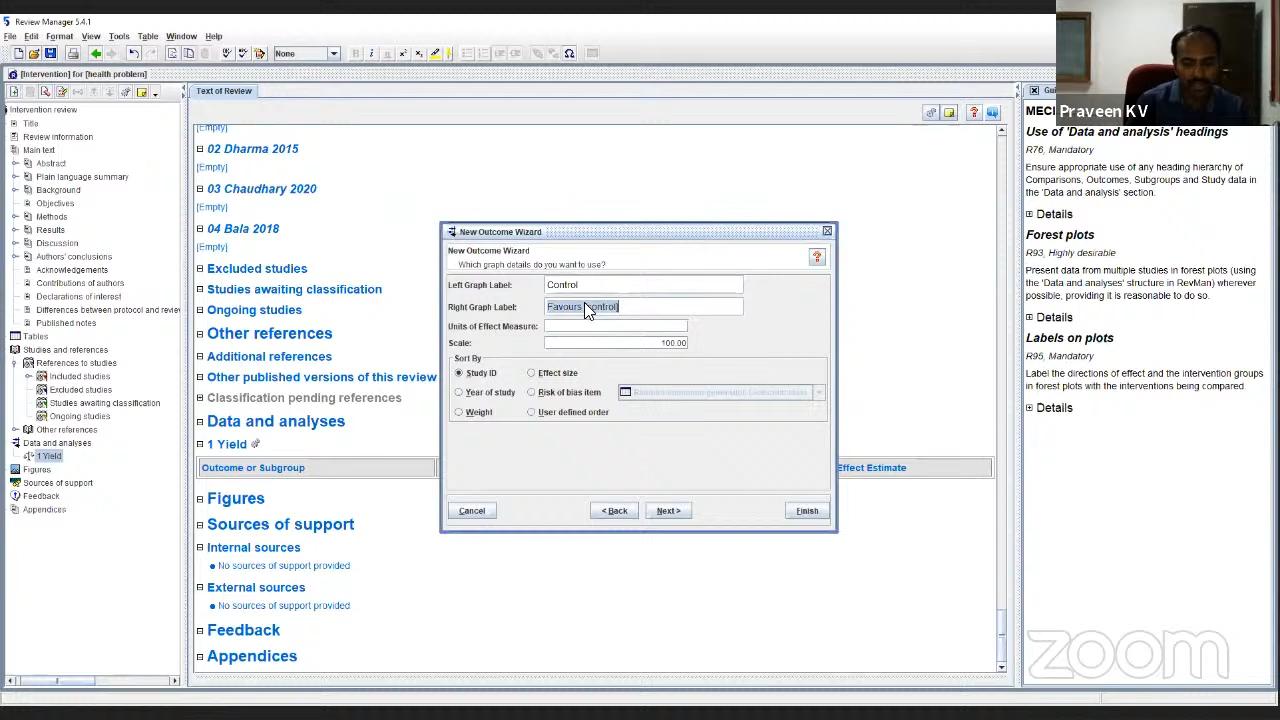 Review Manager 5.4.1
File Edit Format View Tools Table Window Help
None
[Intervention] for [health problem]
Intervention review
Title
Review information
Main text
Abstract
Plain language summary
Background
Objectives
Methods
Results
Discussion
Authors' conclusions
Acknowledgements
Contributions of authors
Declarations of interest
Differences between protocol and revie
Published notes
Tables
Studies and references
References to studies
Included studies
Excluded studies
Studies awaiting classification
Ongoing studies
Other references
Data and analyses
1 Yield
Figures
Sources of support
Feedback
Appendices
Text of Review
[Empty]
02 Dharma 2015
[Empty]
03 Chaudhary 2020
[Empty]
04 Bala 2018
[Empty]
Excluded studies
Studies awaiting classification
Ongoing studies
Other references
Additional references
Other published versions of this review
Classification pending references
Data and analyses
1 Yield
Outcome or Subgroup
Effect Estimate
Figures
Sources of support
Internal sources
No sources of support provided
External sources
No sources of support provided
Feedback
Appendices
New Outcome Wizard
New Outcome Wizard
Which graph details do you want to use?
Left Graph Label: Control
Right Graph Label: Favours [control]
Units of Effect Measure:
Scale: 100.00
Sort By
Study ID Effect size
Year of study Risk of bias item
Weight User defined order
Cancel < Back Next > Finish
Praveen KV
Gui
MECI
Use of 'Data and analysis' headings
R76, Mandatory
Ensure appropriate use of any heading hierarchy of
Comparisons, Outcomes, Subgroups and Study data in
the 'Data and analysis' section.
Details
Forest plots
R93, Highly desirable
Present data from multiple studies in forest plots (using
the 'Data and analyses' structure in RevMan) wherever
possible, providing it is reasonable to do so.
Details
Labels on plots
R95, Mandatory
Label the directions of effect and the intervention groups
in forest plots with the interventions being compared.
Details
zoom